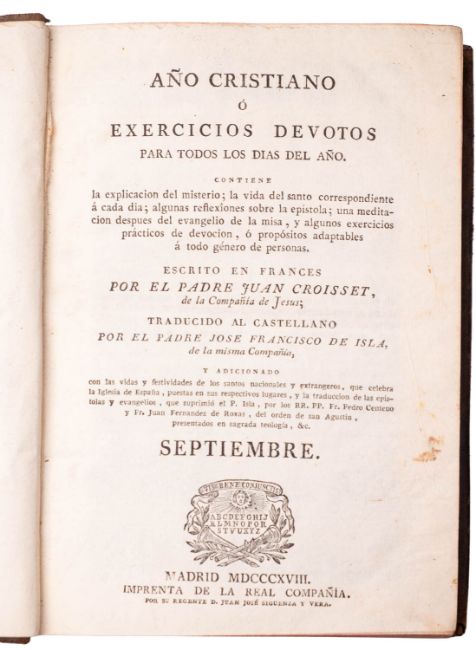 AÑO CRISTIANO
Ó
EXERCICIOS DEVOTOS
PARA TODOS LOS DIAS DEL AÑO.
CONTIENE
la explicacion del misterio; la vida del santo correspondiente
á cada dia; algunas reflexiones sobre la epístola; una medita-
cion despues del evangelio de la misa, y algunos exercicios
prácticos de devocion, ó propósitos adaptables
á todo género de personas.
ESCRITO EN FRANCES
POR EL PADRE JUAN CROISSET,
de la Compañía de Jesus;
TRADUCIDO AL CASTELLANO
POR EL PADRE JOSE FRANCISCO DE ISLA,
de la misma Compañía,
Y ADICIONADO
con las vidas y festividades de los santos nacionales y extrangeros, que celebra
la Iglesia de España, puestas en sus respectivos lugares, y la traduccion de las epís-
tolas y evangelios, que suprimió el P. Isla, por los RR. PP. Fr. Pedro Centeno
y Fr. Juan Fernandez de Roxas, del orden de san Agustin,
presentados en sagrada teología, &c.
SEPTIEMBRE.
ABCDEFGHIJ
KLMNOPQR
STVUXYZ
MADRID MDCCCXVIII.
IMPRENTA DE LA REAL COMPAÑÍA.
POR SU REGENTE D. JUAN JOSÉ SIGÜENZA Y VERA.